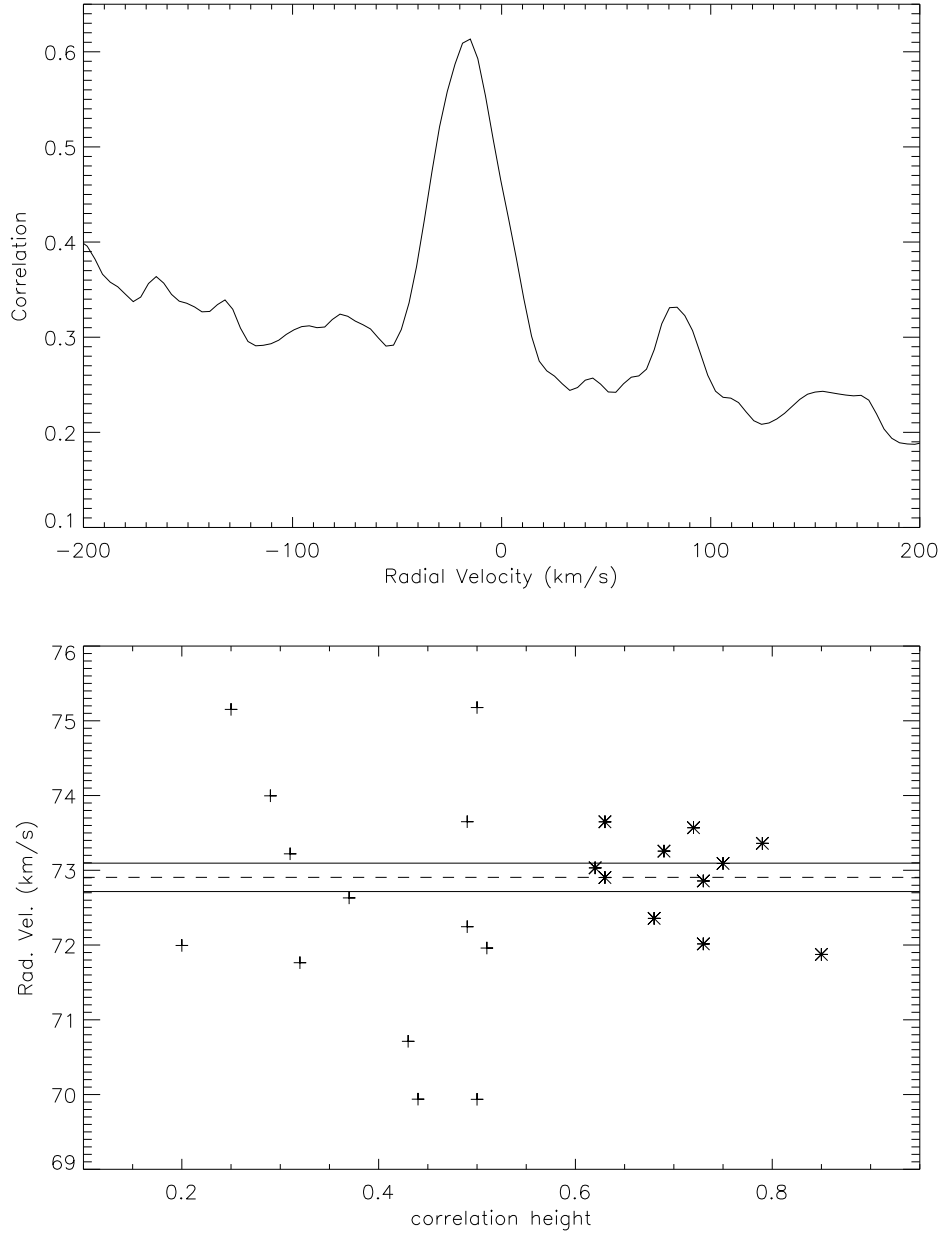 0.6
0.5
0.4
0.3
0.2
0.1
Correlation
−200 −100 0 100 200
Radial Velocity (km/s)
76
75
74
73
72
71
70
69
Rad. Vel. (km/s)
0.2 0.4 0.6 0.8
correlation height